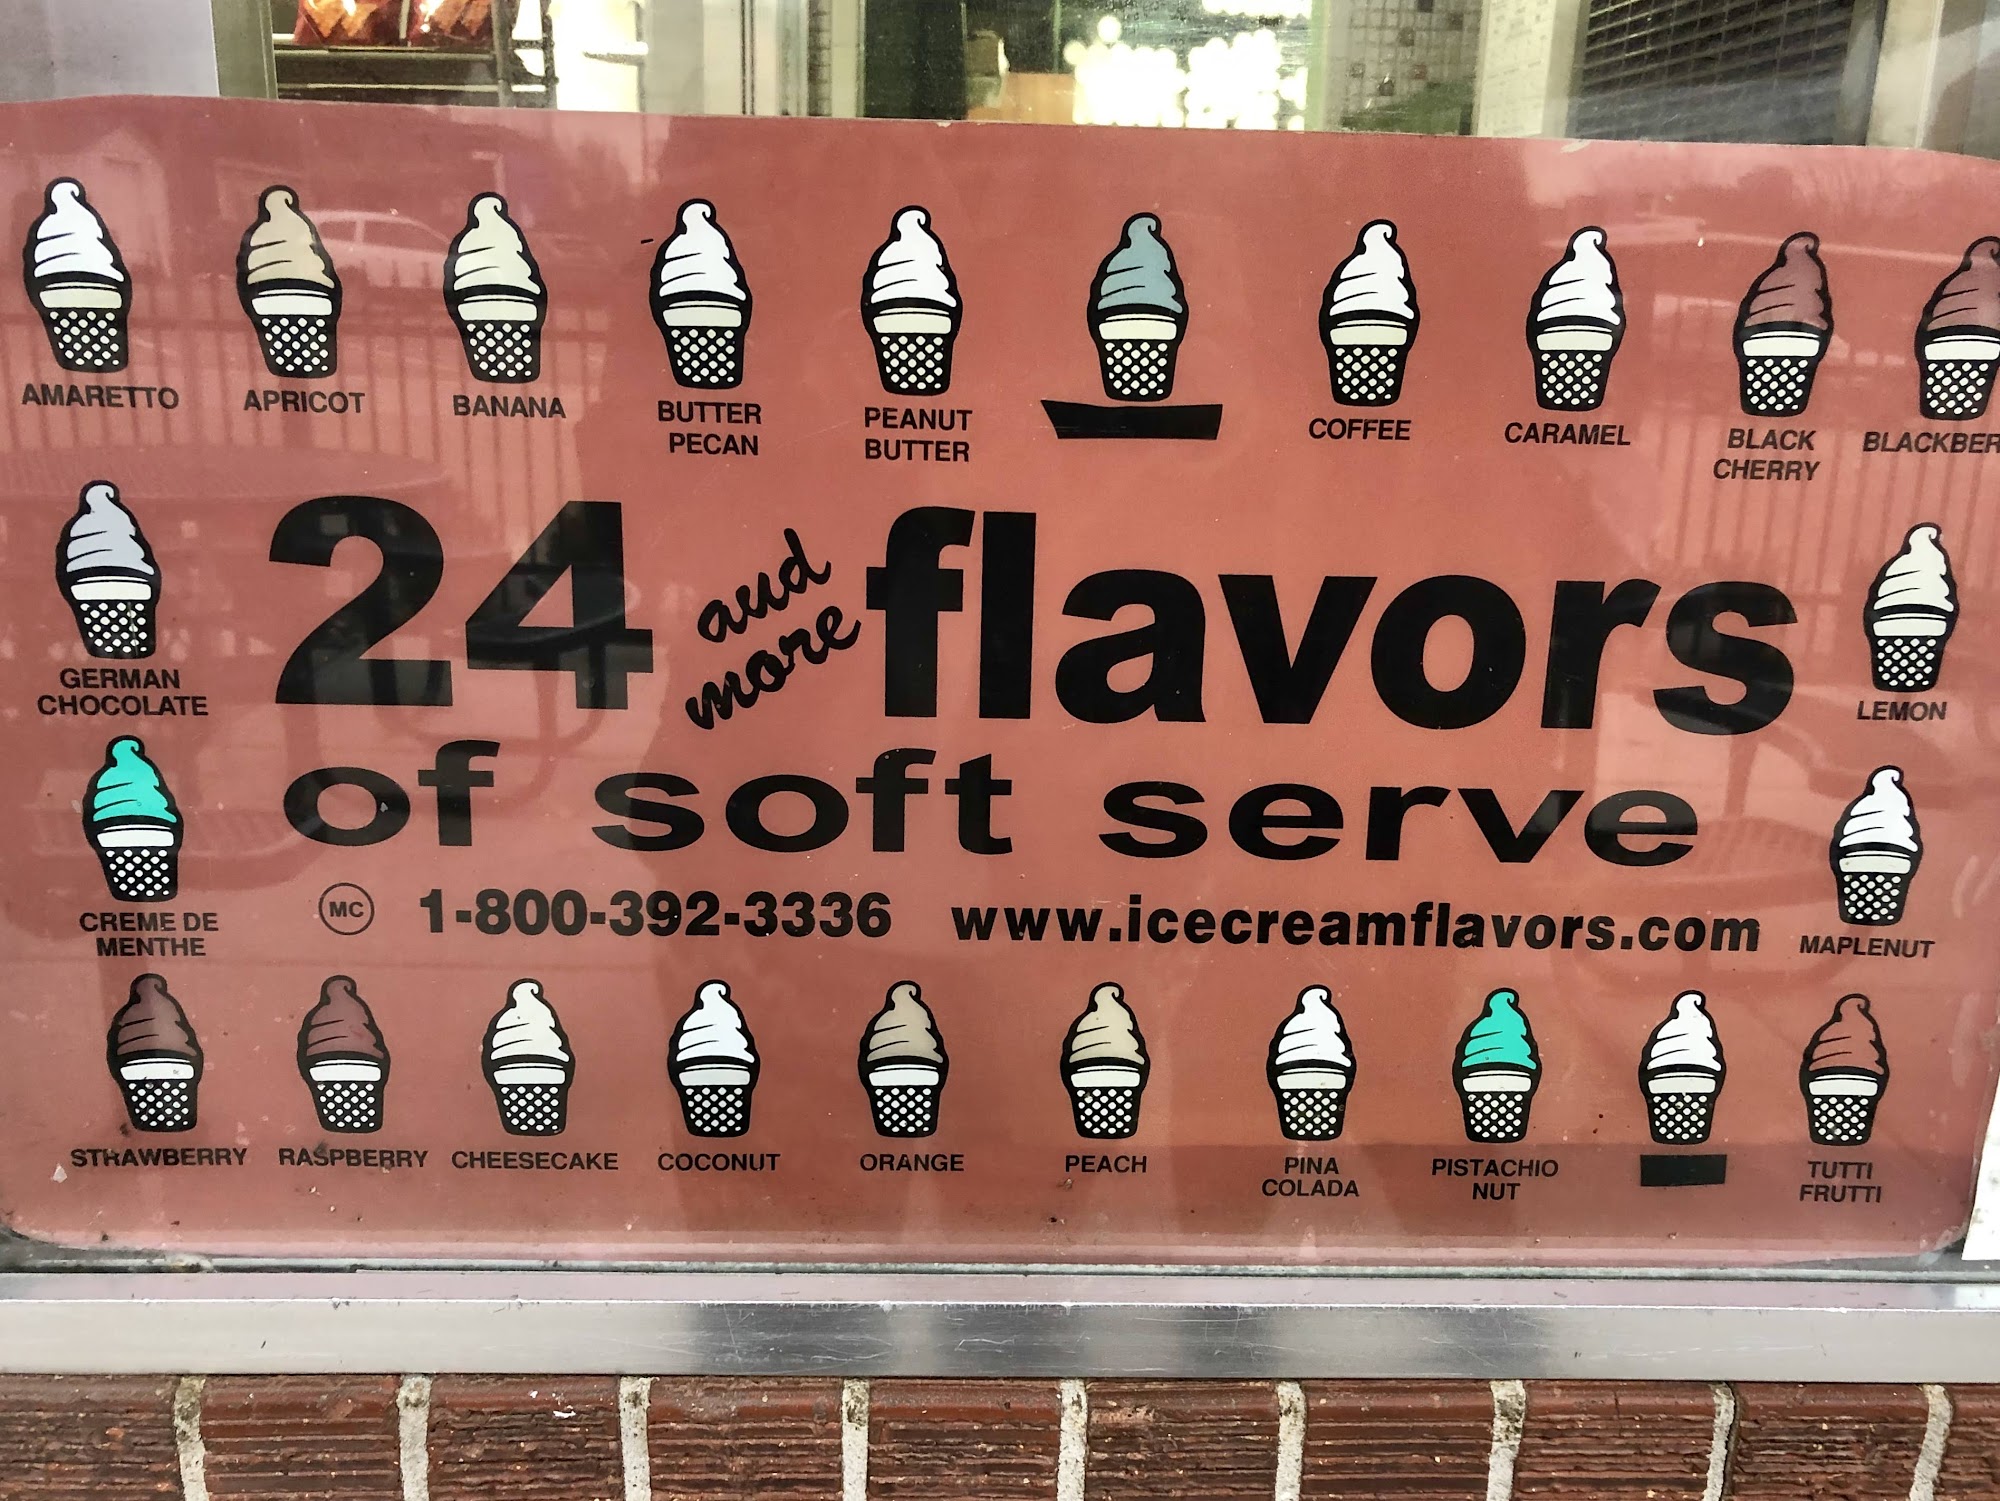 AMARETTO
APRICOT
BANANA
BUTTER
PECAN
PEANUT
BUTTER
COFFEE
CARAMEL
BLACK
CHERRY
BLACKBER
GERMAN
CHOCOLATE
24 and more flavors
of soft serve
LEMON
CREME DE
MENTHE
MC 1-800-392-3336 www.icecreamflavors.com
MAPLENUT
STRAWBERRY
RASPBERRY
CHEESECAKE
COCONUT
ORANGE
PEACH
PINA
COLADA
PISTACHIO
NUT
TUTTI
FRUTTI